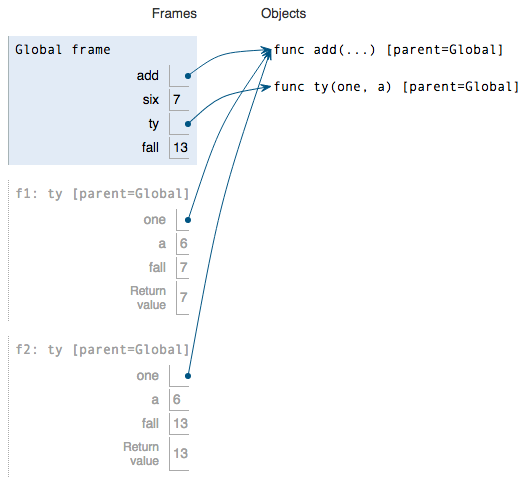 Frames Objects
Global frame
func add(...) [parent=Global]
add
func ty(one, a) [parent=Global]
six 7
ty
fall 13
f1: ty [parent=Global]
one
a 6
fall 7
Return
value 7
f2: ty [parent=Global]
one
a 6
fall 13
Return
value 13